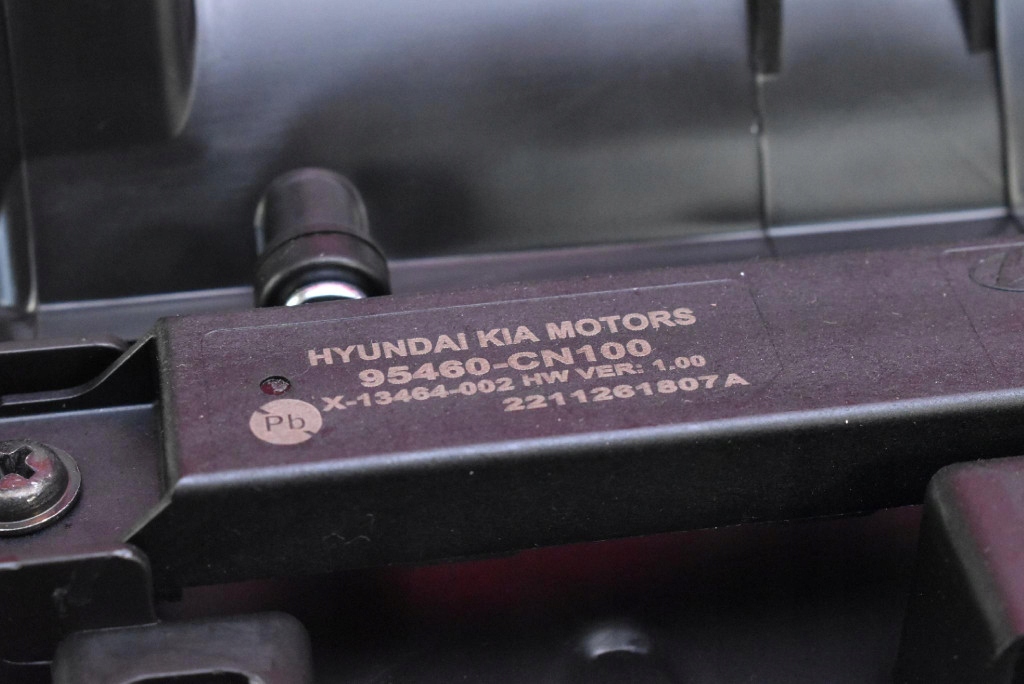 HYUNDAI KIA MOTORS
95460-CN100
X-13464-002 HW VER: 1.00
2211261807A
Pb